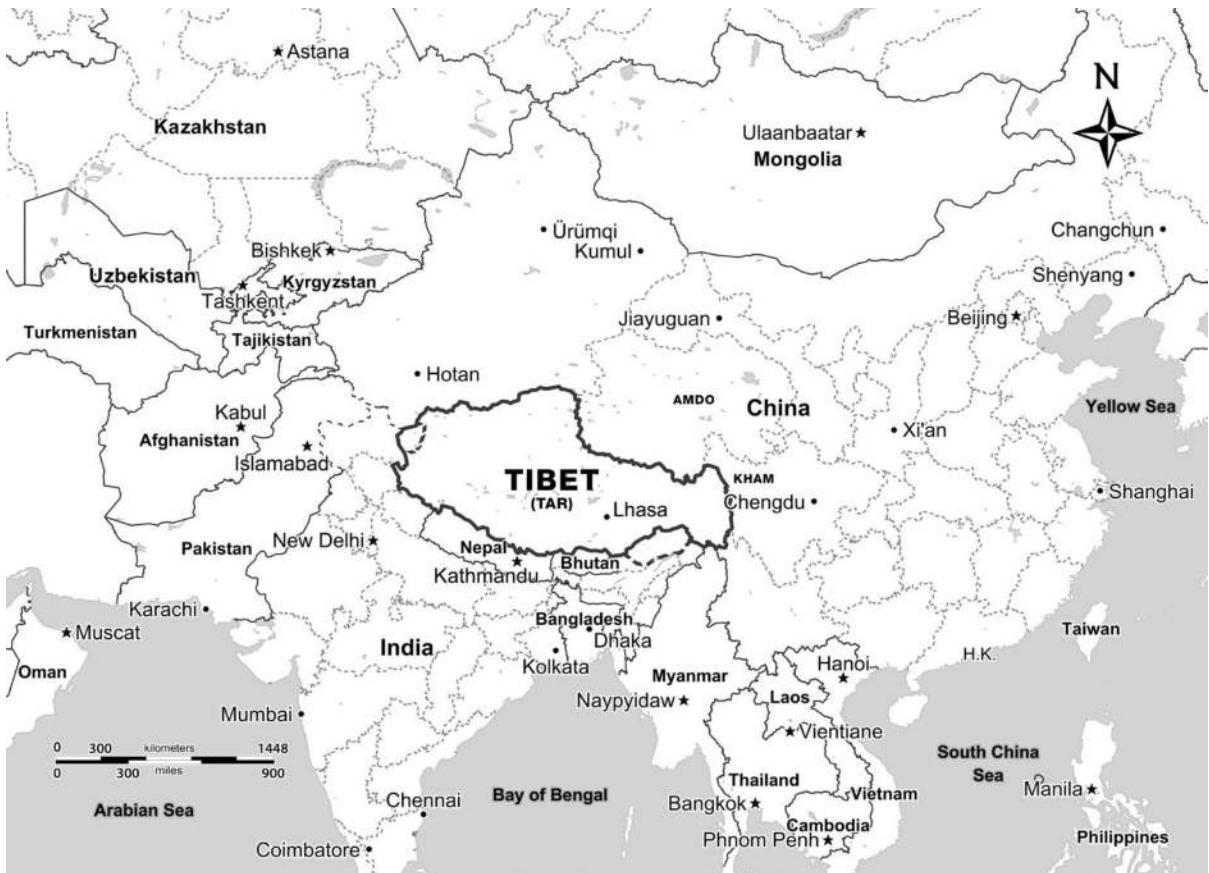 Astana
N
Kazakhstan
Ulaanbaatar
Mongolia
Ürümqi
Kumul
Changchun
Bishkek
Uzbekistan
Kyrgyzstan
Shenyang
Tashkent
Jiayuguan
Beijing
Turkmenistan
Tajikistan
Hotan
AMDO
China
Yellow Sea
Kabul
Afghanistan
Xi'an
Islamabad
TIBET
(TAR)
KHAM
Chengdu
Shanghai
Lhasa
New Delhi
Pakistan
Nepal
Kathmandu
Bhutan
Karachi
Bangladesh
Dhaka
Taiwan
Muscat
India
Kolkata
H.K.
Oman
Hanoi
Myanmar
Laos
Naypyidaw
Mumbai
Vientiane
0 300 kilometers 1448
0 300 miles 900
South China
Sea
Arabian Sea
Bay of Bengal
Thailand
Vietnam
Manila
Chennai
Bangkok
Cambodia
Phnom Penh
Philippines
Coimbatore